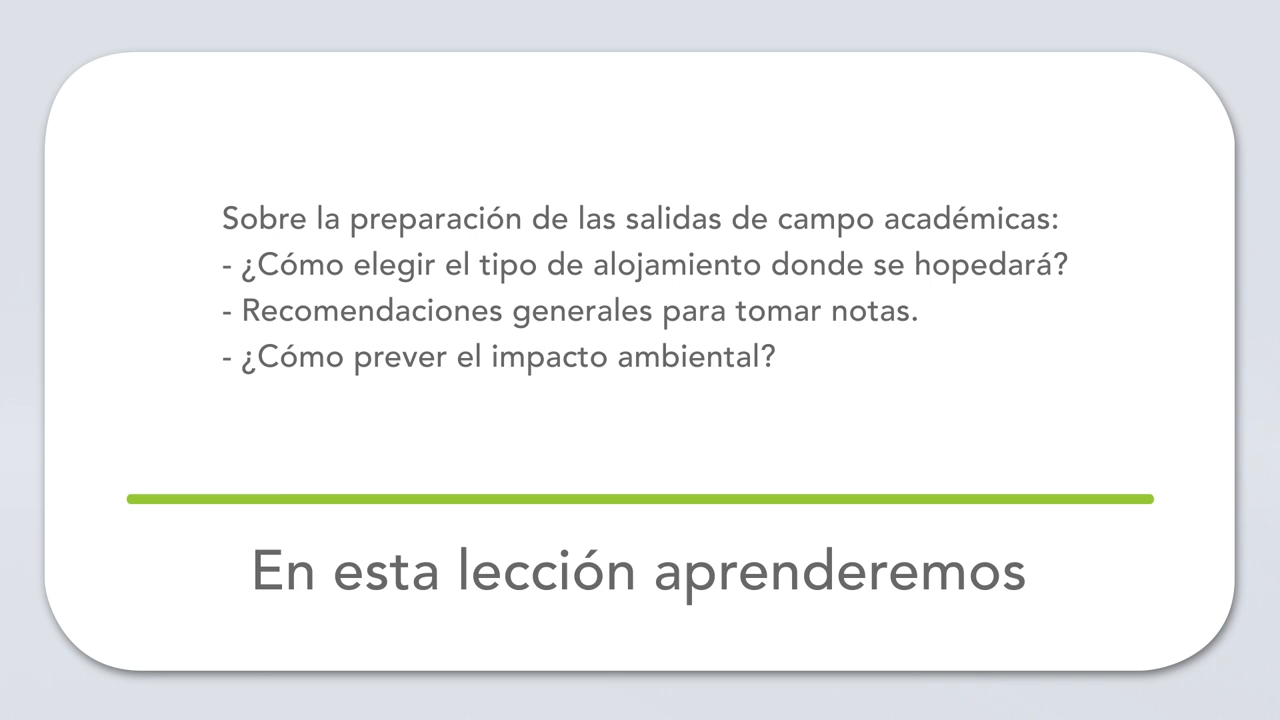 Sobre la preparación de las salidas de campo académicas:
- ¿Cómo elegir el tipo de alojamiento donde se hopedará?
- Recomendaciones generales para tomar notas.
- ¿Cómo prever el impacto ambiental?
En esta lección aprenderemos